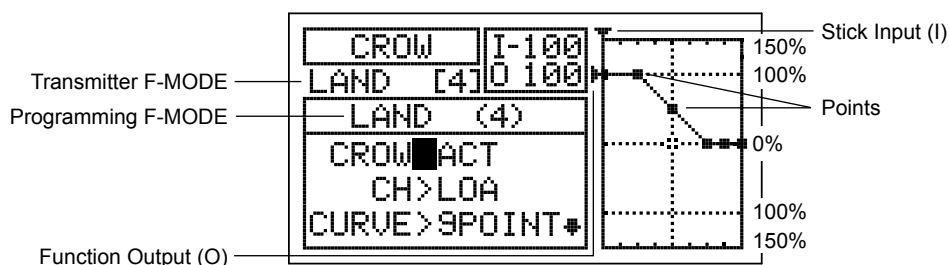 Transmitter F-MODE
Programming F-MODE
Function Output (O)
CROW
I-100
LAND [4]
O 100
LAND (4)
CROW ACT
CH>LOA
CURVE>9POINT
Stick Input (I)
Points
150%
100%
0%
100%
150%